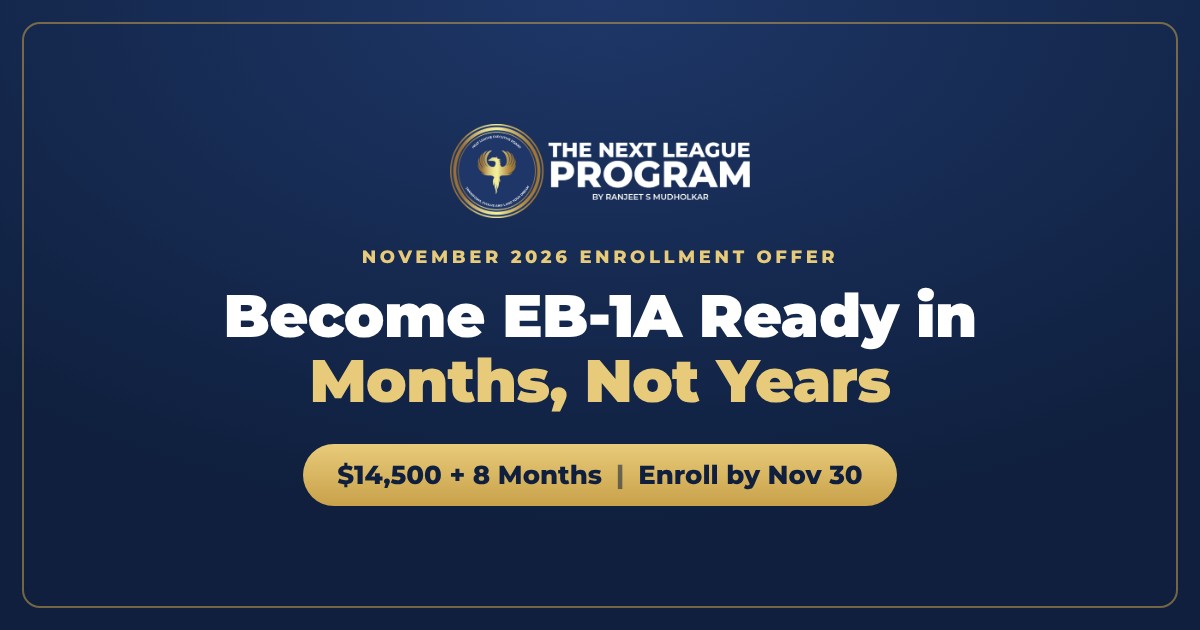 THE NEXT LEAGUE
PROGRAM
BY RANJEET S MUDHOLKAR
NOVEMBER 2026 ENROLLMENT OFFER
Become EB-1A Ready in
Months, Not Years
$14,500 + 8 Months | Enroll by Nov 30